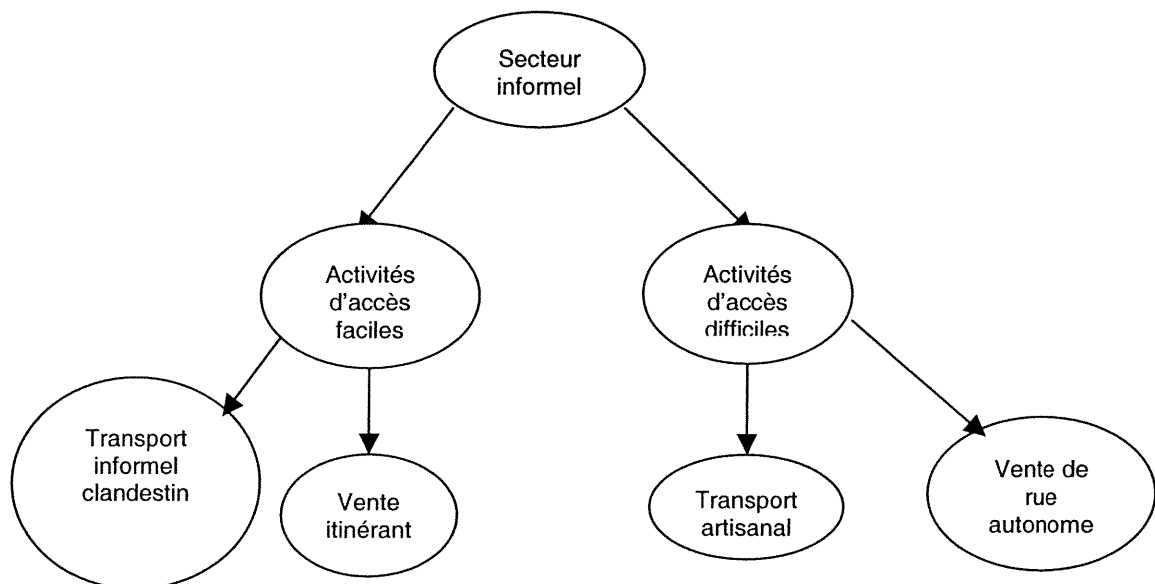 Secteur
informel
Activités
d'accès
faciles
Activités
d'accès
difficiles
Transport
informel
clandestin
Vente
itinérant
Transport
artisanal
Vente de
rue
autonome